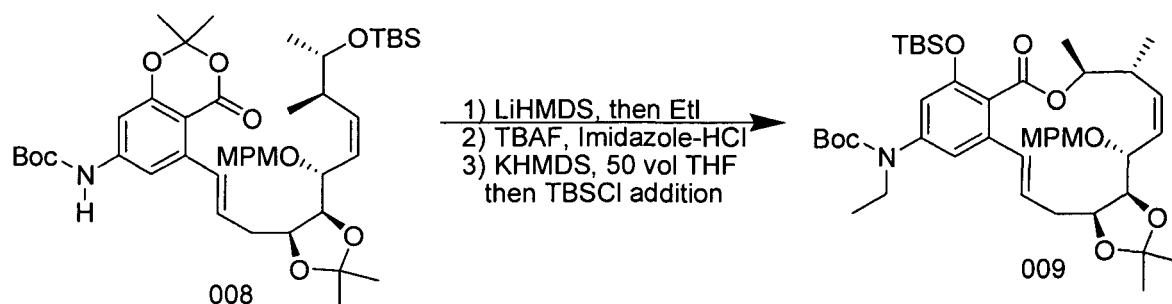 OTBS
O
O
O
O
MPMO
Boc
N
H
O
O
008
1) LiHMDS, then EtI
2) TBAF, Imidazole-HCl
3) KHMDS, 50 vol THF
then TBSCl addition
TBSO
O
O
MPMO
Boc
N
O
O
009